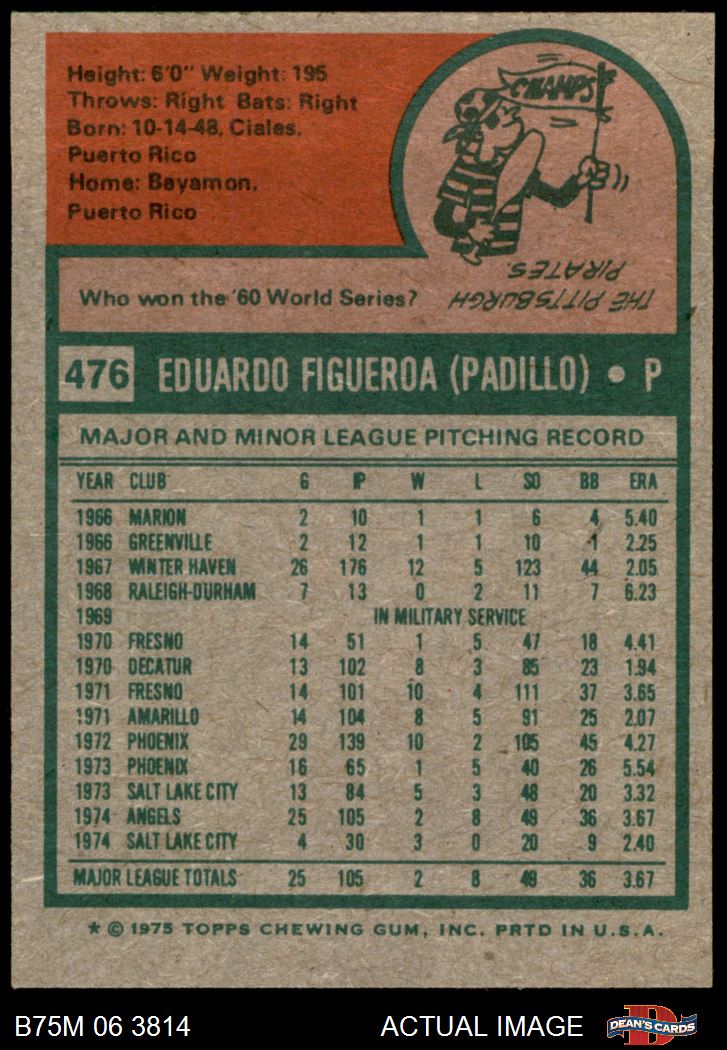 Height: 6'0" Weight: 195
Throws: Right Bats: Right
Born: 10-14-48, Ciales,
Puerto Rico
Home: Bayamon,
Puerto Rico
CHAMPS
Who won the '60 World Series?
THE PITTSBURGH
PIRATES
476 EDUARDO FIGUEROA (PADILLO) • P
MAJOR AND MINOR LEAGUE PITCHING RECORD
YEAR CLUB G IP W L SO BB ERA
1966 MARION 2 10 1 1 6 4 5.40
1966 GREENVILLE 2 12 1 1 10 1 2.25
1967 WINTER HAVEN 26 176 12 5 123 44 2.05
1968 RALEIGH-DURHAM 7 13 0 2 11 7 6.23
1969 IN MILITARY SERVICE
1970 FRESNO 14 51 1 5 47 18 4.41
1970 DECATUR 13 102 8 3 85 23 1.94
1971 FRESNO 14 101 10 4 111 37 3.65
1971 AMARILLO 14 104 8 5 91 25 2.07
1972 PHOENIX 29 139 10 2 105 45 4.27
1973 PHOENIX 16 65 1 5 40 26 5.54
1973 SALT LAKE CITY 13 84 5 3 48 20 3.32
1974 ANGELS 25 105 2 8 49 36 3.67
1974 SALT LAKE CITY 4 30 3 0 20 9 2.40
MAJOR LEAGUE TOTALS 25 105 2 8 49 36 3.67
* © 1975 TOPPS CHEWING GUM, INC. PRTD IN U.S.A.
B75M 06 3814 ACTUAL IMAGE DEAN'S CARDS